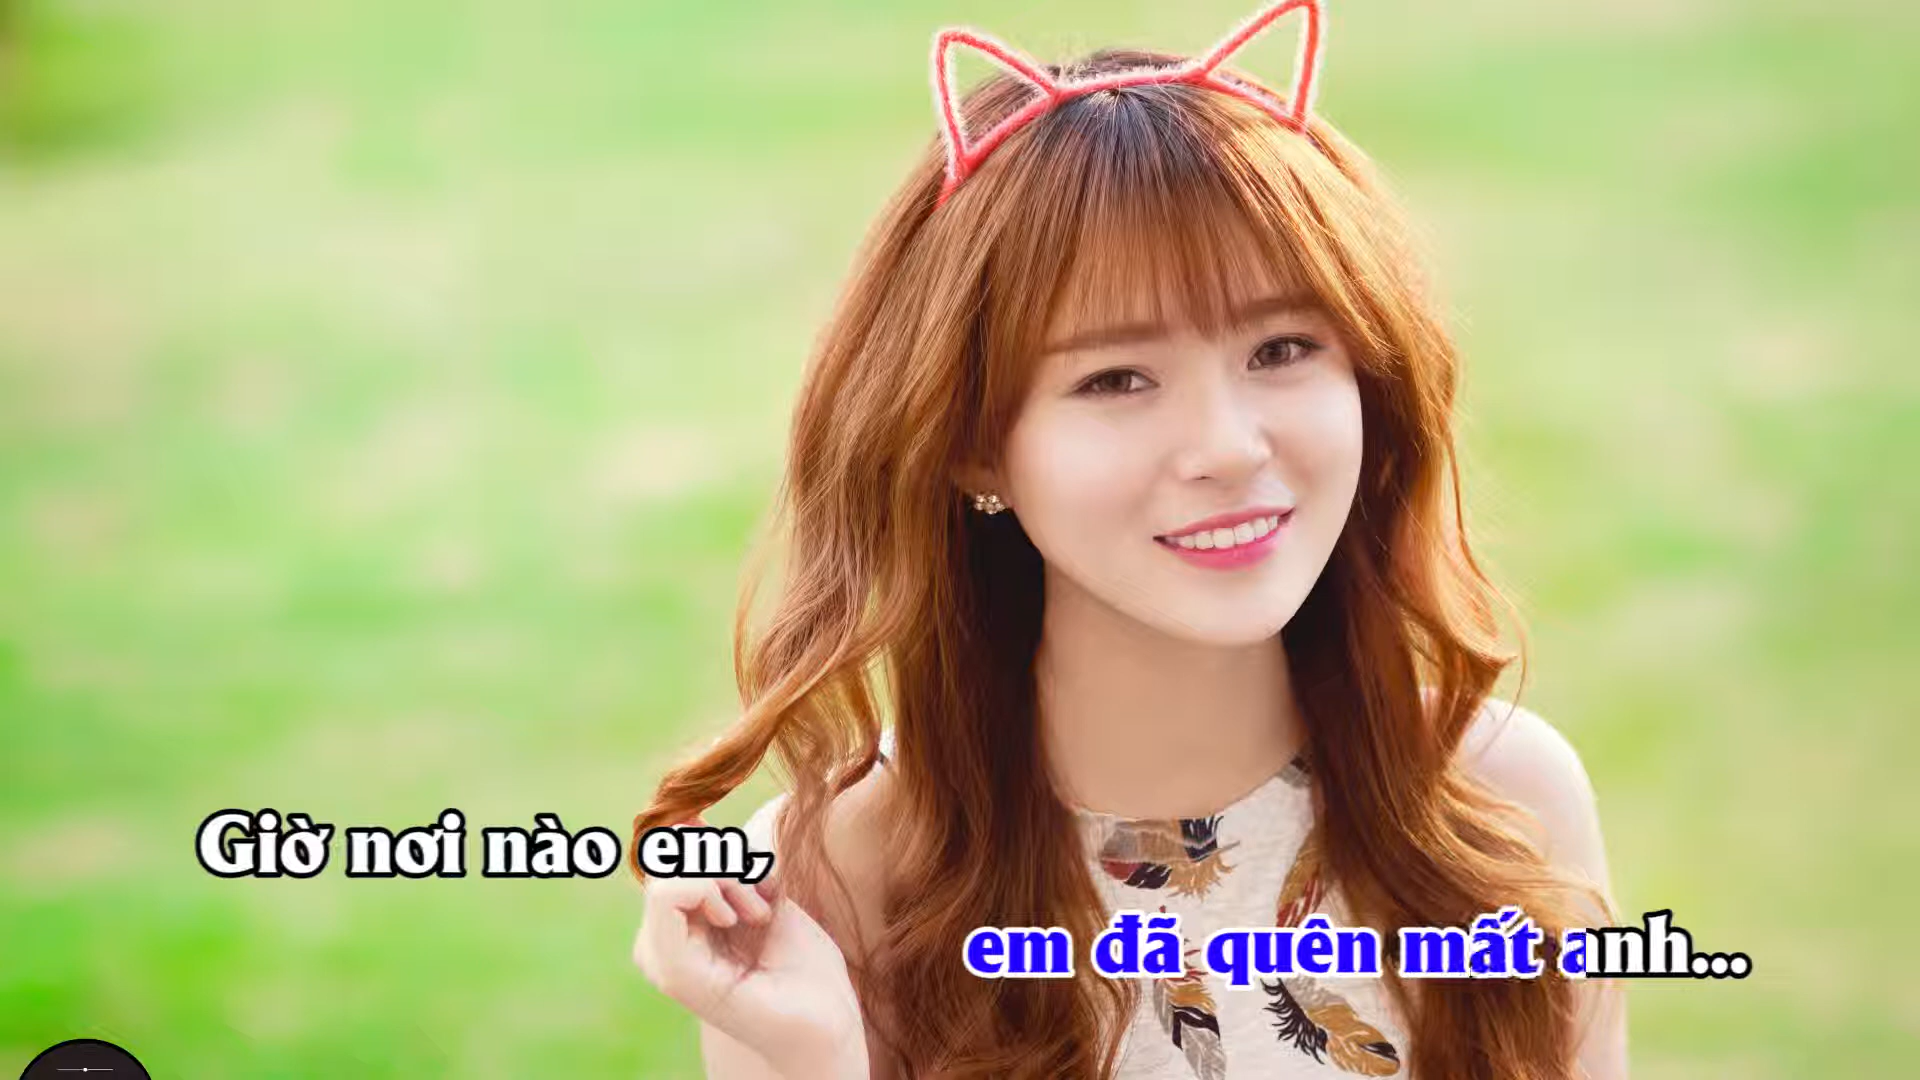 Giờ nơi nào em,
em đã quên mất anh...